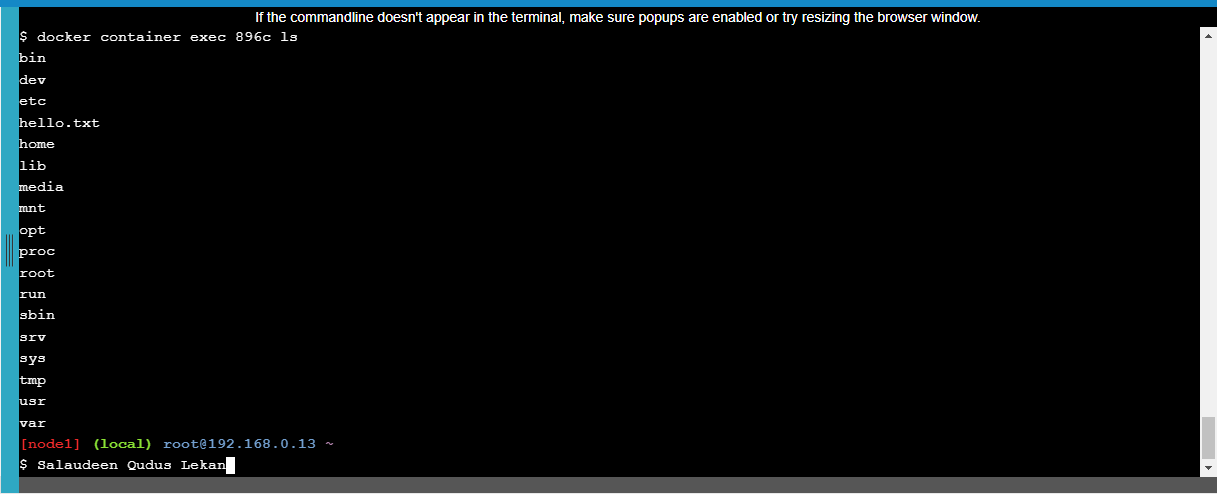 If the commandline doesn't appear in the terminal, make sure popups are enabled or try resizing the browser window.
$ docker container exec 896c ls
bin
dev
etc
hello.txt
home
lib
media
mnt
opt
proc
root
run
sbin
srv
sys
tmp
usr
var
[node1] (local) root@192.168.0.13 ~
$ Salaudeen Qudus Lekan